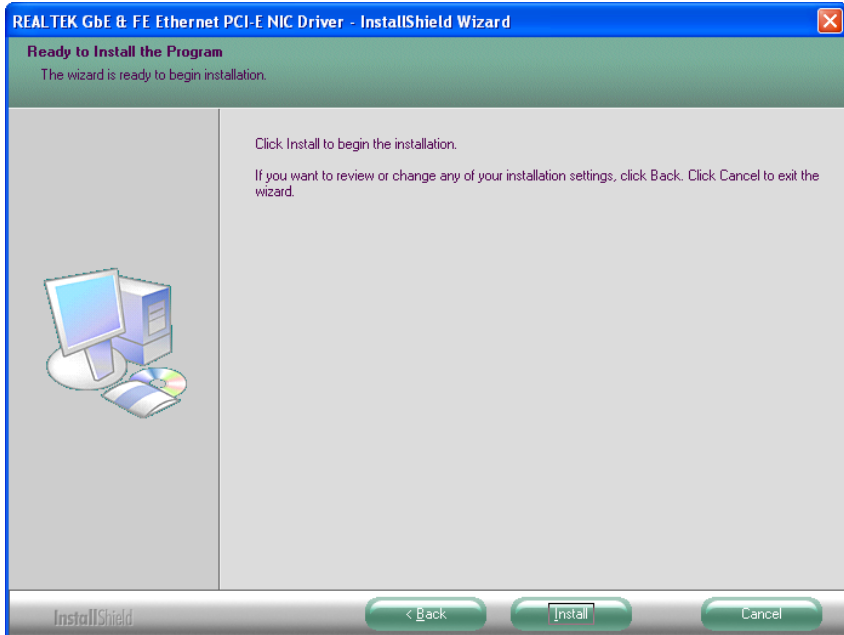 REALTEK GbE & FE Ethernet PCI-E NIC Driver - InstallShield Wizard
Ready to Install the Program
The wizard is ready to begin installation.
Click Install to begin the installation.
If you want to review or change any of your installation settings, click Back. Click Cancel to exit the
wizard.
InstallShield
< Back
Install
Cancel